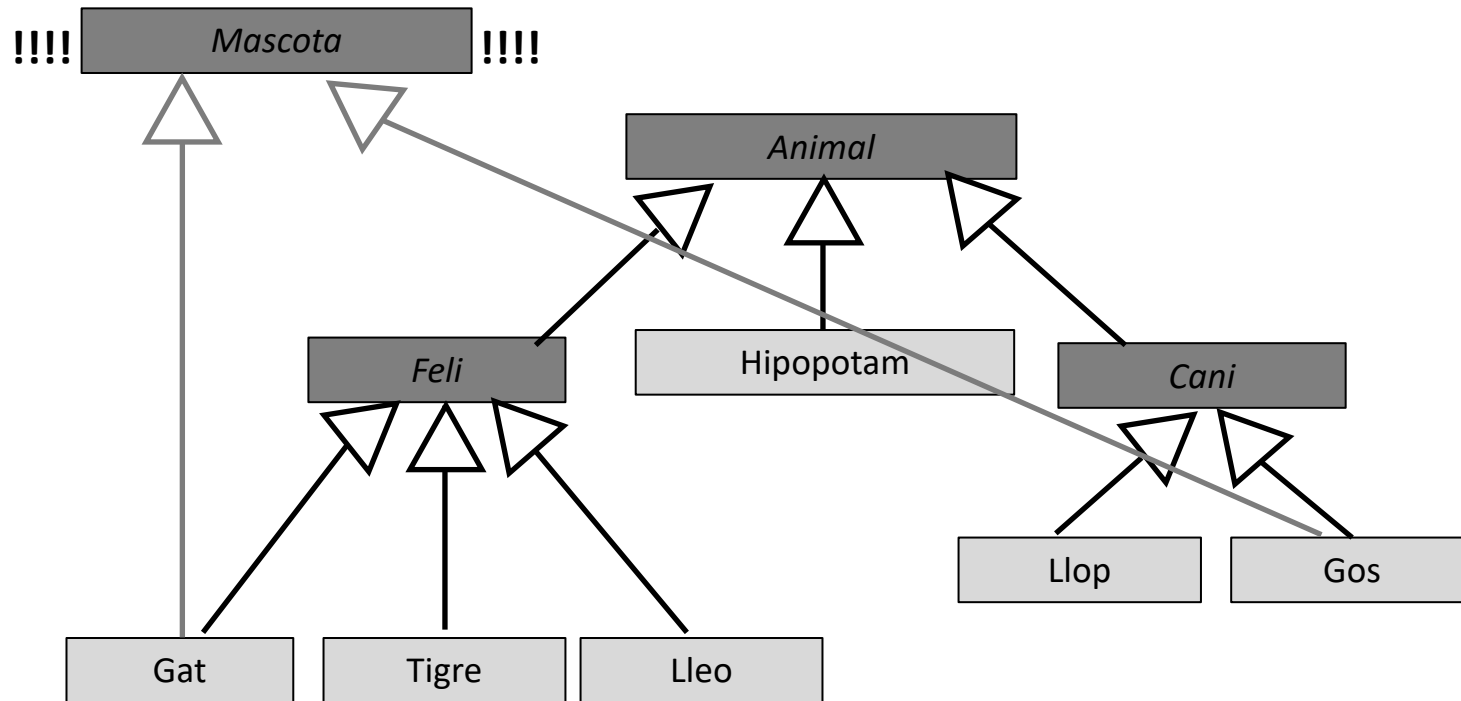 !!!! Mascota !!!!
Animal
Feli
Hipopotam
Cani
Llop
Gos
Gat
Tigre
Lleo